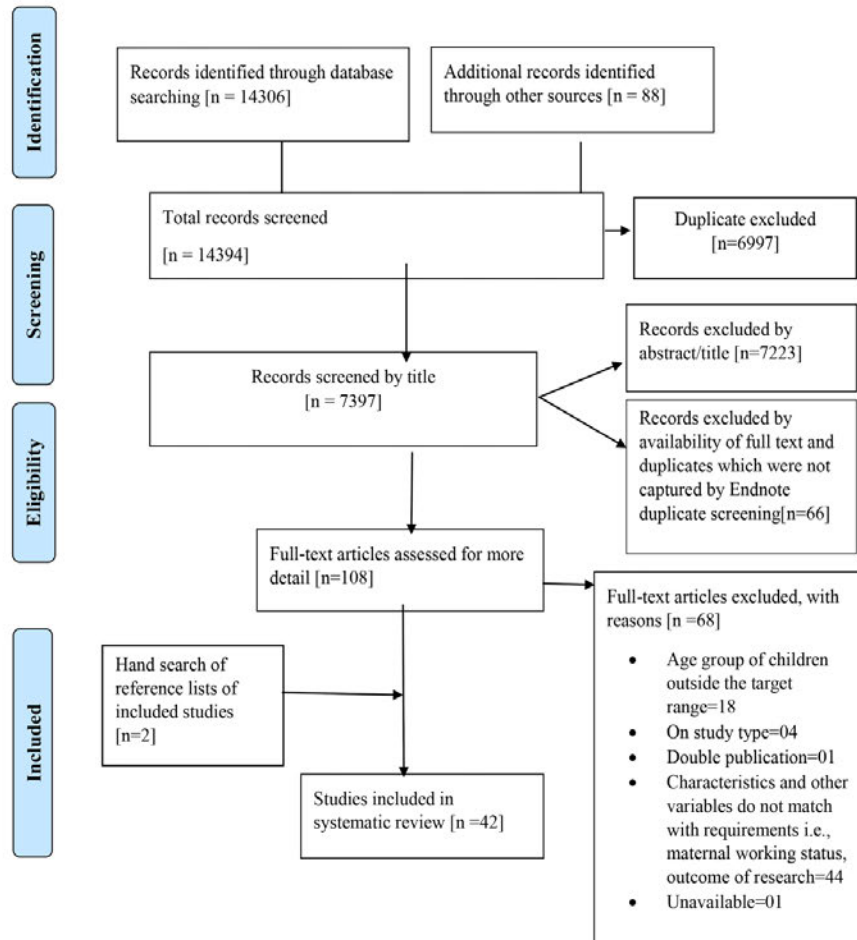 Identification
Records identified through database
searching [n = 14306]
Additional records identified
through other sources [n = 88]
Screening
Total records screened
[n = 14394]
Duplicate excluded
[n=6997]
Records screened by title
[n = 7397]
Records excluded by
abstract/title [n=7223]
Records excluded by
availability of full text and
duplicates which were not
captured by Endnote
duplicate screening[n=66]
Eligibility
Full-text articles assessed for more
detail [n=108]
Full-text articles excluded, with
reasons [n =68]
• Age group of children
outside the target
range=18
• On study type=04
• Double publication=01
• Characteristics and other
variables do not match
with requirements i.e.,
maternal working status,
outcome of research=44
• Unavailable=01
Included
Hand search of
reference lists of
included studies
[n=2]
Studies included in
systematic review [n =42]